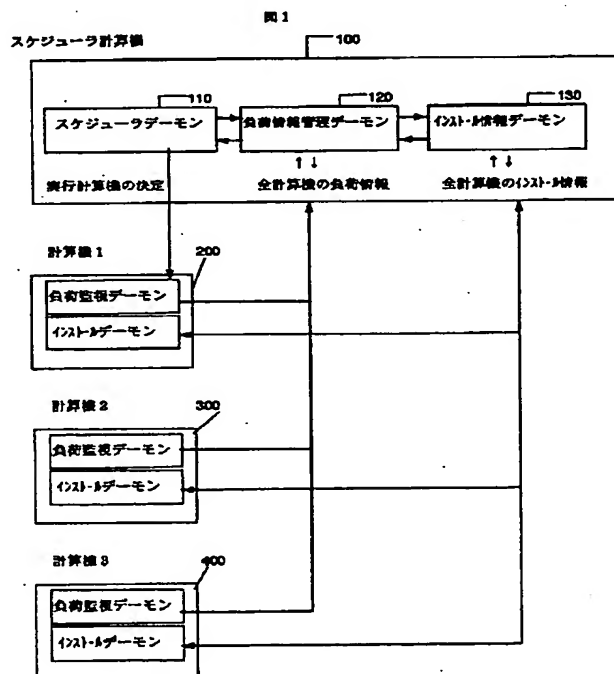 図1
スケジューラ計算機
100
110
120
130
スケジューラデーモン
負荷情報管理デーモン
インストール情報デーモン
↑↓
↑↓
実行計算機の決定
全計算機の負荷情報
全計算機のインストール情報
計算機1
200
負荷監視デーモン
インストールデーモン
計算機2
300
負荷監視デーモン
インストールデーモン
計算機3
400
負荷監視デーモン
インストールデーモン